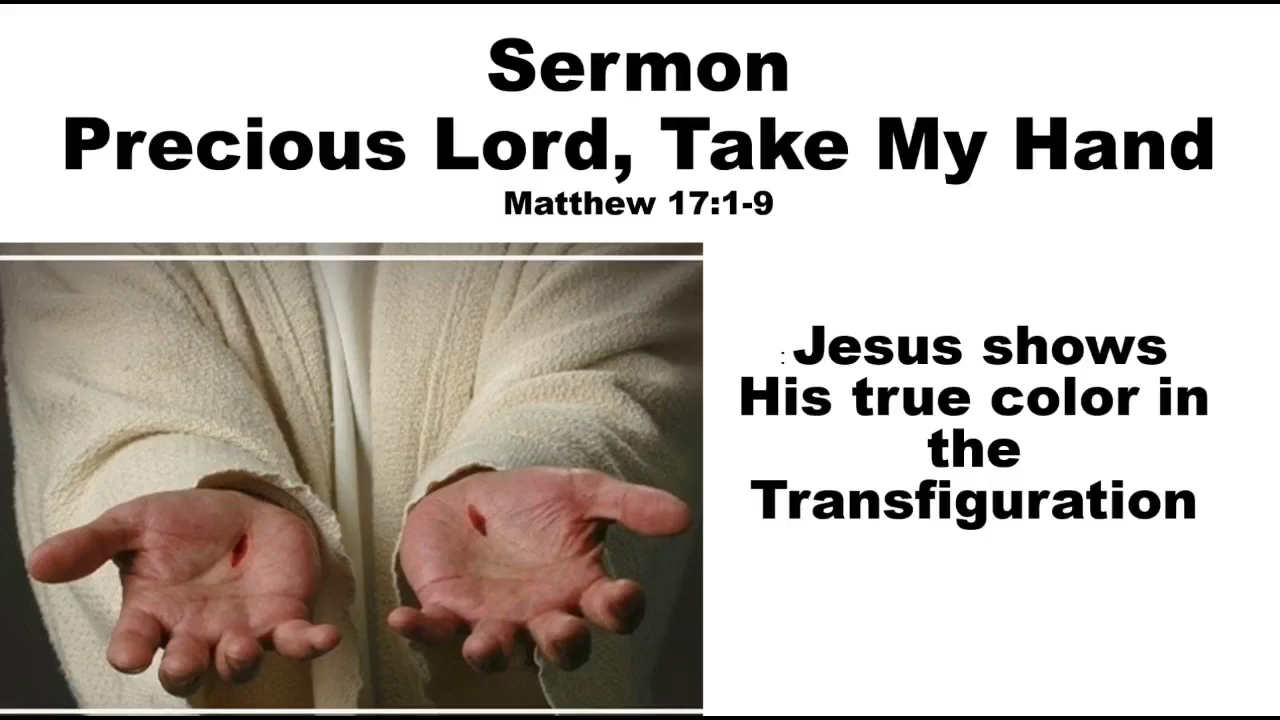 Sermon
Precious Lord, Take My Hand
Matthew 17:1-9
: Jesus shows
His true color in
the
Transfiguration